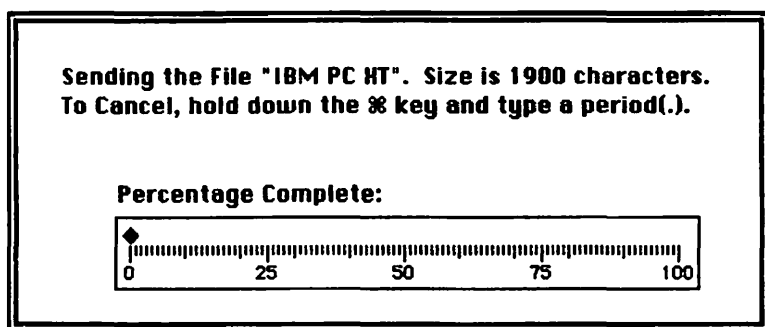 Sending the File "IBM PC XT". Size is 1900 characters.
To Cancel, hold down the ⌘ key and type a period(.).
Percentage Complete:
0 25 50 75 100